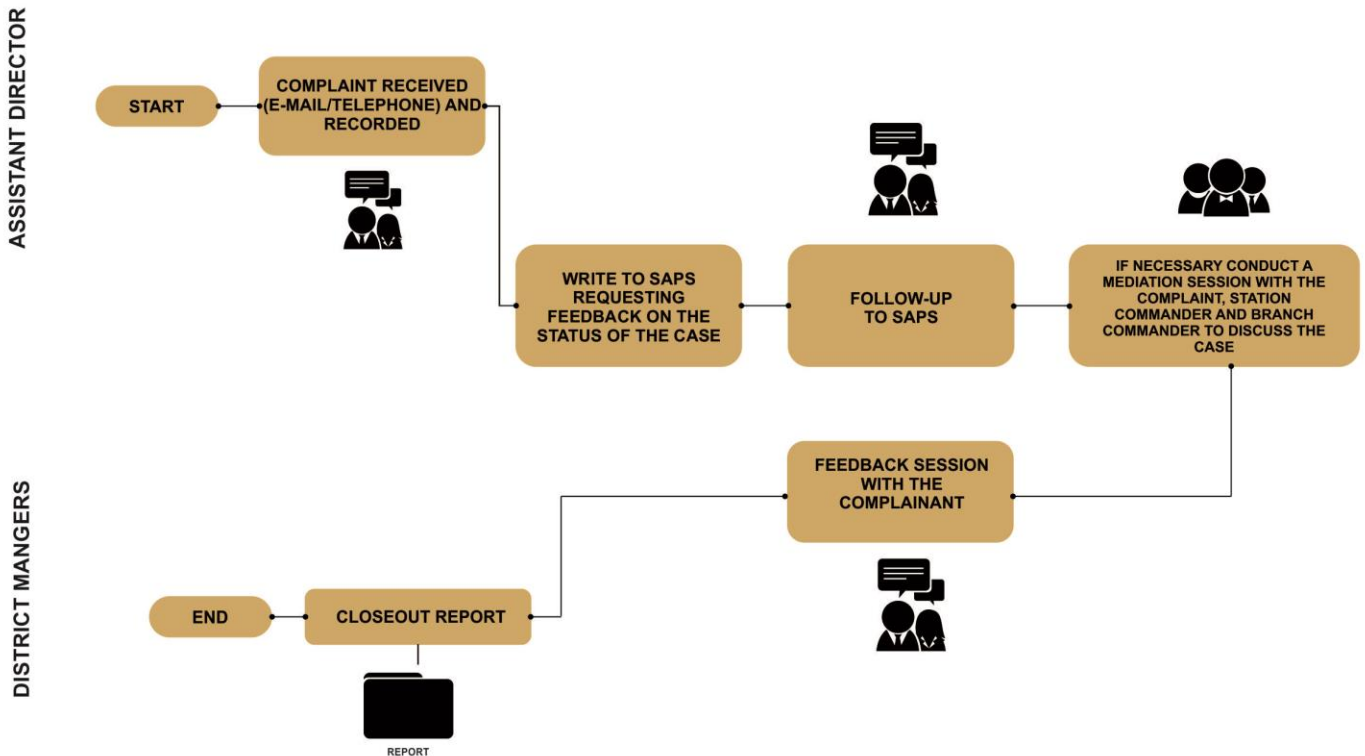 ASSISTANT DIRECTOR
START
COMPLAINT RECEIVED
(E-MAIL/TELEPHONE) AND
RECORDED
WRITE TO SAPS
REQUESTING
FEEDBACK ON THE
STATUS OF THE CASE
FOLLOW-UP
TO SAPS
IF NECESSARY CONDUCT A
MEDIATION SESSION WITH THE
COMPLAINT, STATION
COMMANDER AND BRANCH
COMMANDER TO DISCUSS THE
CASE
DISTRICT MANGERS
FEEDBACK SESSION
WITH THE
COMPLAINANT
CLOSEOUT REPORT
REPORT
END